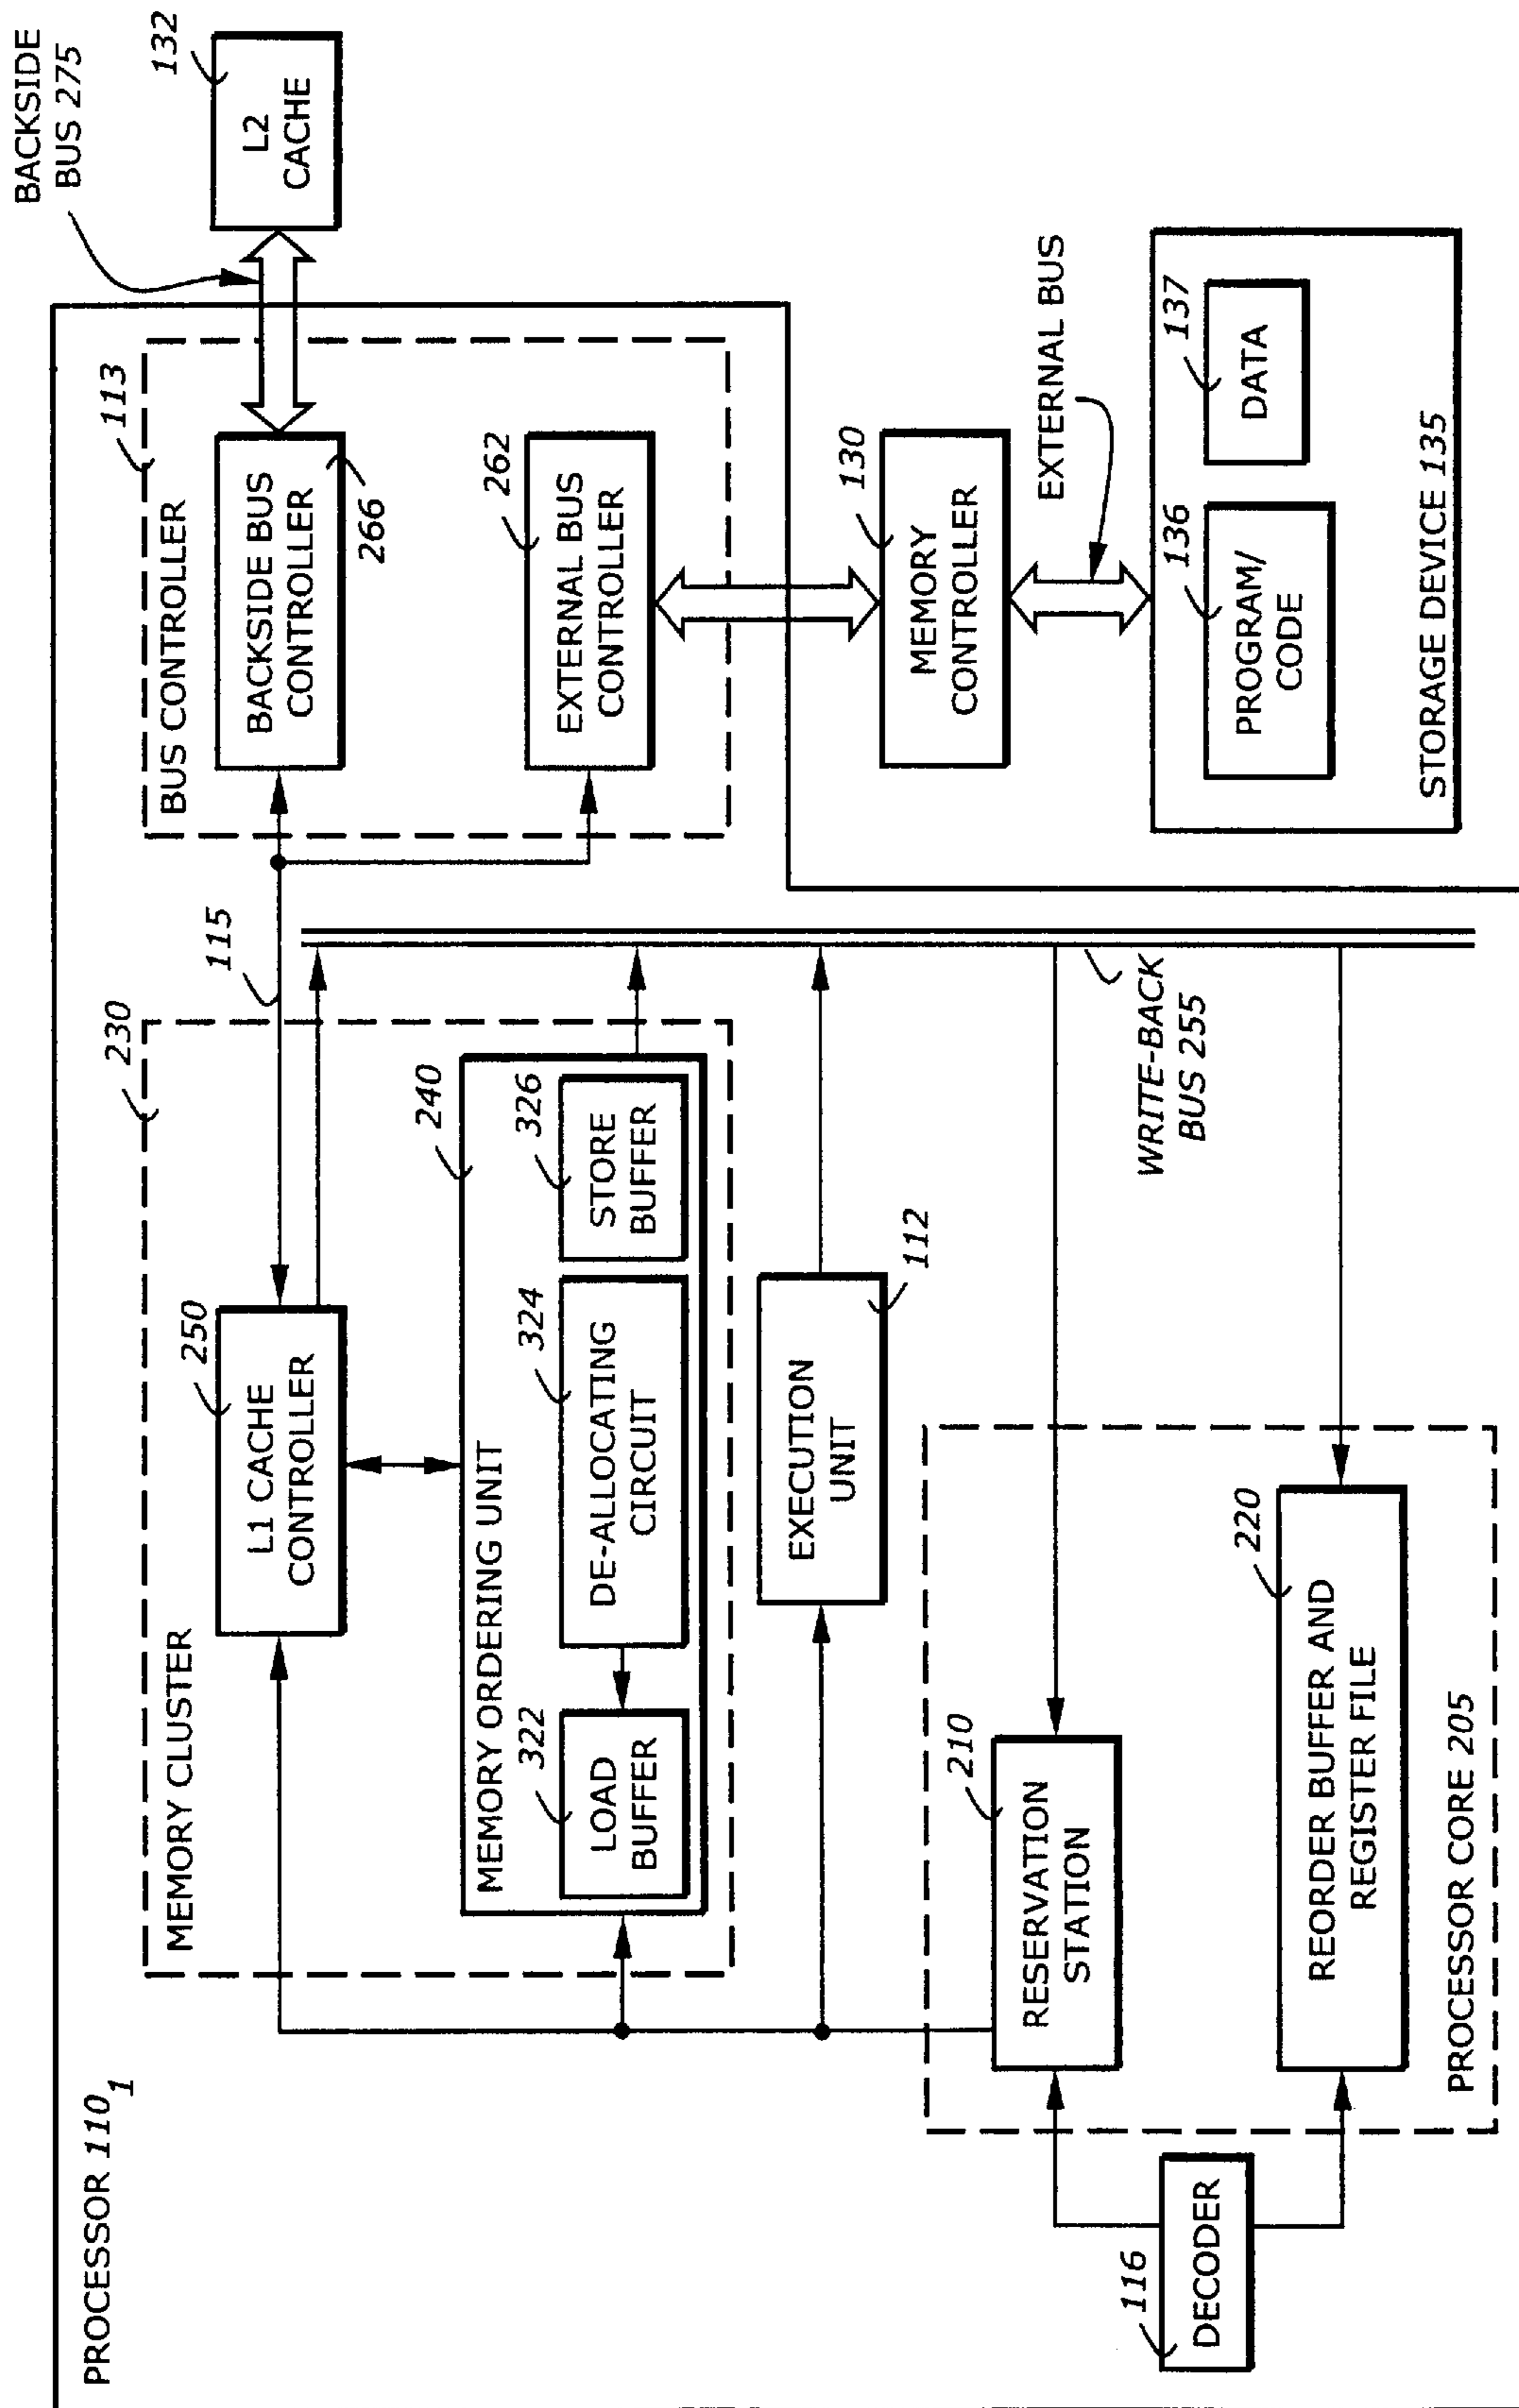 PROCESSOR 110₁
MEMORY CLUSTER
230
L1 CACHE
CONTROLLER
250
115
MEMORY ORDERING UNIT
240
LOAD
BUFFER
322
DE-ALLOCATING
CIRCUIT
324
STORE
BUFFER
326
EXECUTION
UNIT
112
BUS CONTROLLER
113
BACKSIDE BUS
CONTROLLER
266
EXTERNAL BUS
CONTROLLER
262
BACKSIDE
BUS 275
L2
CACHE
132
MEMORY
CONTROLLER
130
EXTERNAL BUS
PROGRAM/
CODE
136
DATA
137
STORAGE DEVICE 135
WRITE-BACK
BUS 255
DECODER
116
RESERVATION
STATION
210
REORDER BUFFER AND
REGISTER FILE
220
PROCESSOR CORE 205